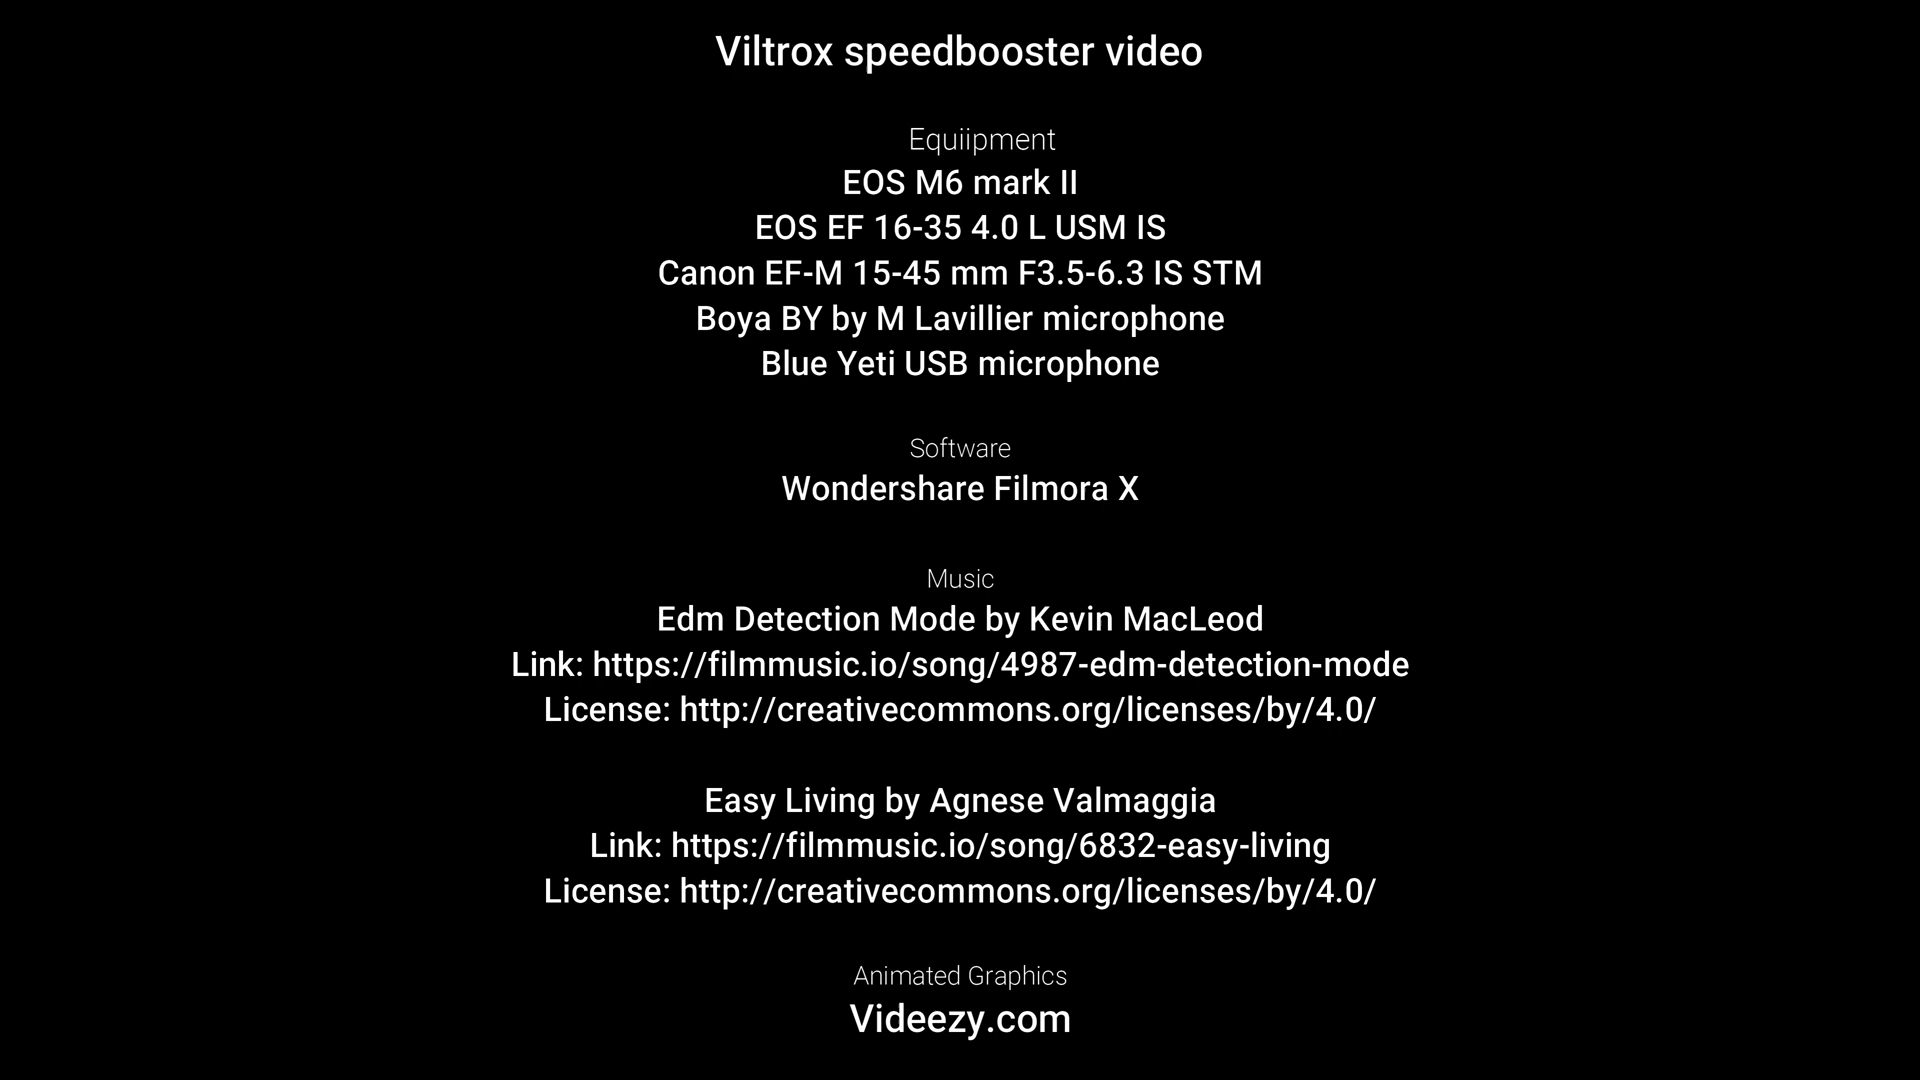 Viltrox speedbooster video
Equiipment
EOS M6 mark II
EOS EF 16-35 4.0 L USM IS
Canon EF-M 15-45 mm F3.5-6.3 IS STM
Boya BY by M Lavillier microphone
Blue Yeti USB microphone
Software
Wondershare Filmora X
Music
Edm Detection Mode by Kevin MacLeod
Link: https://filmmusic.io/song/4987-edm-detection-mode
License: http://creativecommons.org/licenses/by/4.0/
Easy Living by Agnese Valmaggia
Link: https://filmmusic.io/song/6832-easy-living
License: http://creativecommons.org/licenses/by/4.0/
Animated Graphics
Videezy.com